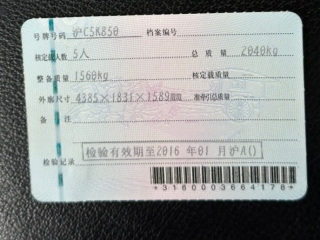 号牌号码 沪C5K850 档案编号
核定载人数 5人 总 质 量 2040kg
整备质量 1560kg 核定载质量
外廓尺寸 4385×1831×1589mm 准牵引总质量
备 注
检验记录 检验有效期至2016 年01 月沪A()
*3160003664178*